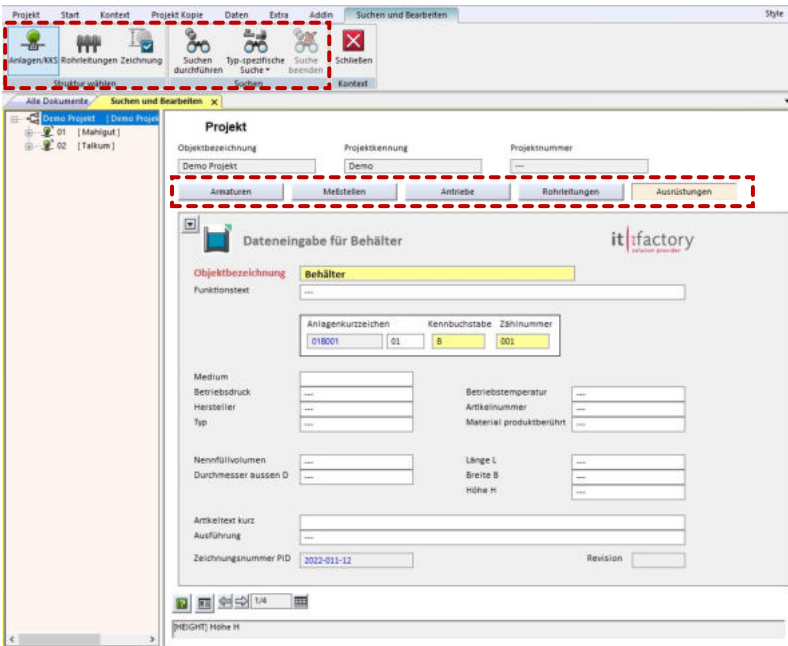 Projekt Start Kontext Projekt Kopie Daten Extra Addin Suchen und Bearbeiten Style
Anlagen/KKS Rohrleitungen Zeichnung Suchen durchführen Typ-spezifische Suche Suche beenden Schließen
Struktur wählen Suchen Kontext
Alle Dokumente Suchen und Bearbeiten x
Demo Projekt [Demo Projek
01 [Mahlgut]
02 [Talkum]
Projekt
Objektbezeichnung Projektkennung Projektnummer
Demo Projekt Demo ---
Armaturen Meßstellen Antriebe Rohrleitungen Ausrüstungen
Dateneingabe für Behälter it factory
solution provider
Objektbezeichnung Behälter
Funktionstext ---
Anlagenkurzzeichen Kennbuchstabe Zählnummer
01B001 01 B 001
Medium
Betriebsdruck --- Betriebstemperatur ---
Hersteller --- Artikelnummer ---
Typ --- Material produktberührt ---
Nennfüllvolumen --- Länge L ---
Durchmesser aussen D --- Breite B ---
Höhe H ---
Artikeltext kurz
Ausführung ---
Zeichnungsnummer PID 2022-011-12 Revision
1/4
[HEIGHT] Höhe H